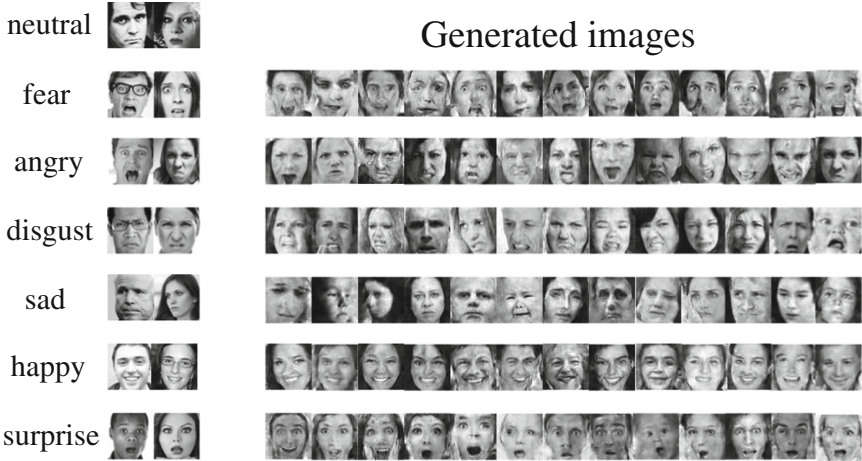 neutral
Generated images
fear
angry
disgust
sad
happy
surprise